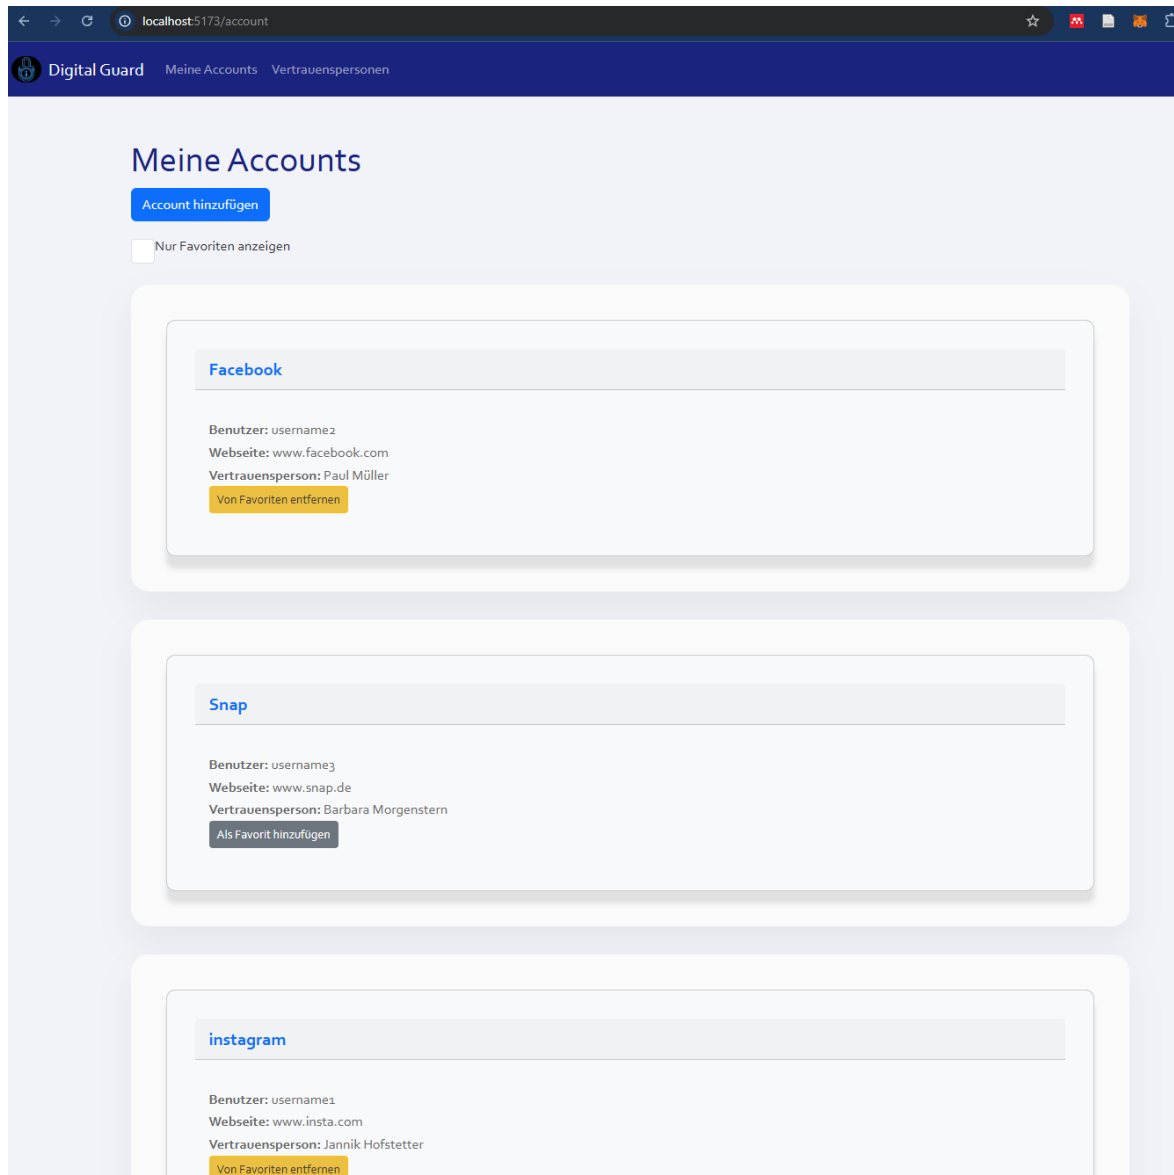 localhost:5173/account
Digital Guard Meine Accounts Vertrauenspersonen
Meine Accounts
Account hinzufügen
Nur Favoriten anzeigen
Facebook
Benutzer: username2
Webseite: www.facebook.com
Vertrauensperson: Paul Müller
Von Favoriten entfernen
Snap
Benutzer: username3
Webseite: www.snap.de
Vertrauensperson: Barbara Morgenstern
Als Favorit hinzufügen
instagram
Benutzer: username1
Webseite: www.insta.com
Vertrauensperson: Jannik Hofstetter
Von Favoriten entfernen